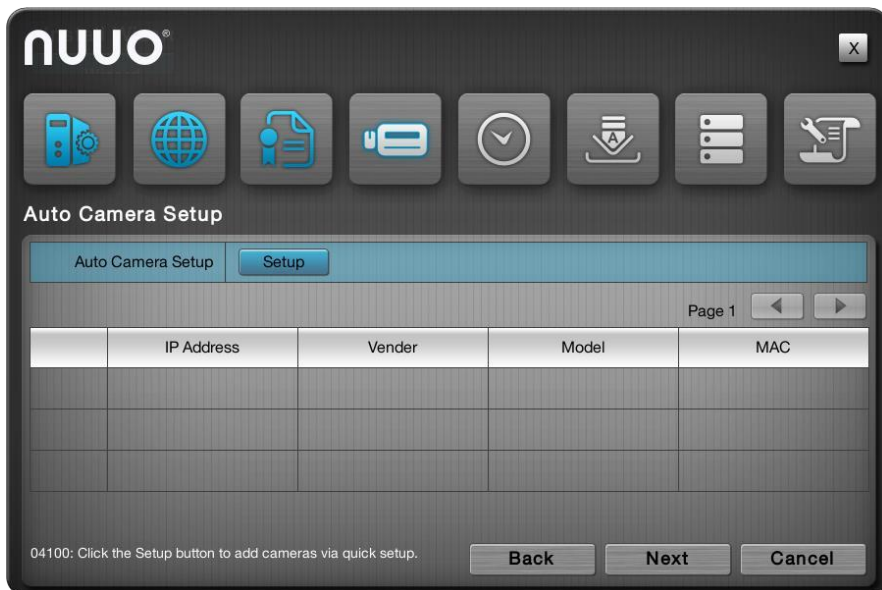 nuuo®
X
A
Auto Camera Setup
Auto Camera Setup Setup
Page 1
IP Address Vender Model MAC
04100: Click the Setup button to add cameras via quick setup.
Back Next Cancel